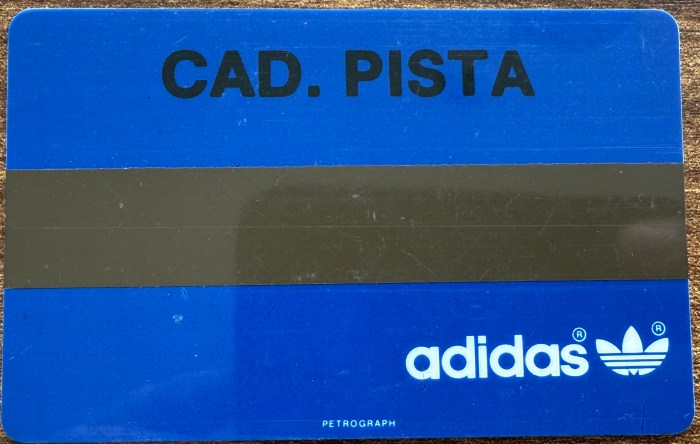 CAD. PISTA
adidas® ®
PETROGRAPH